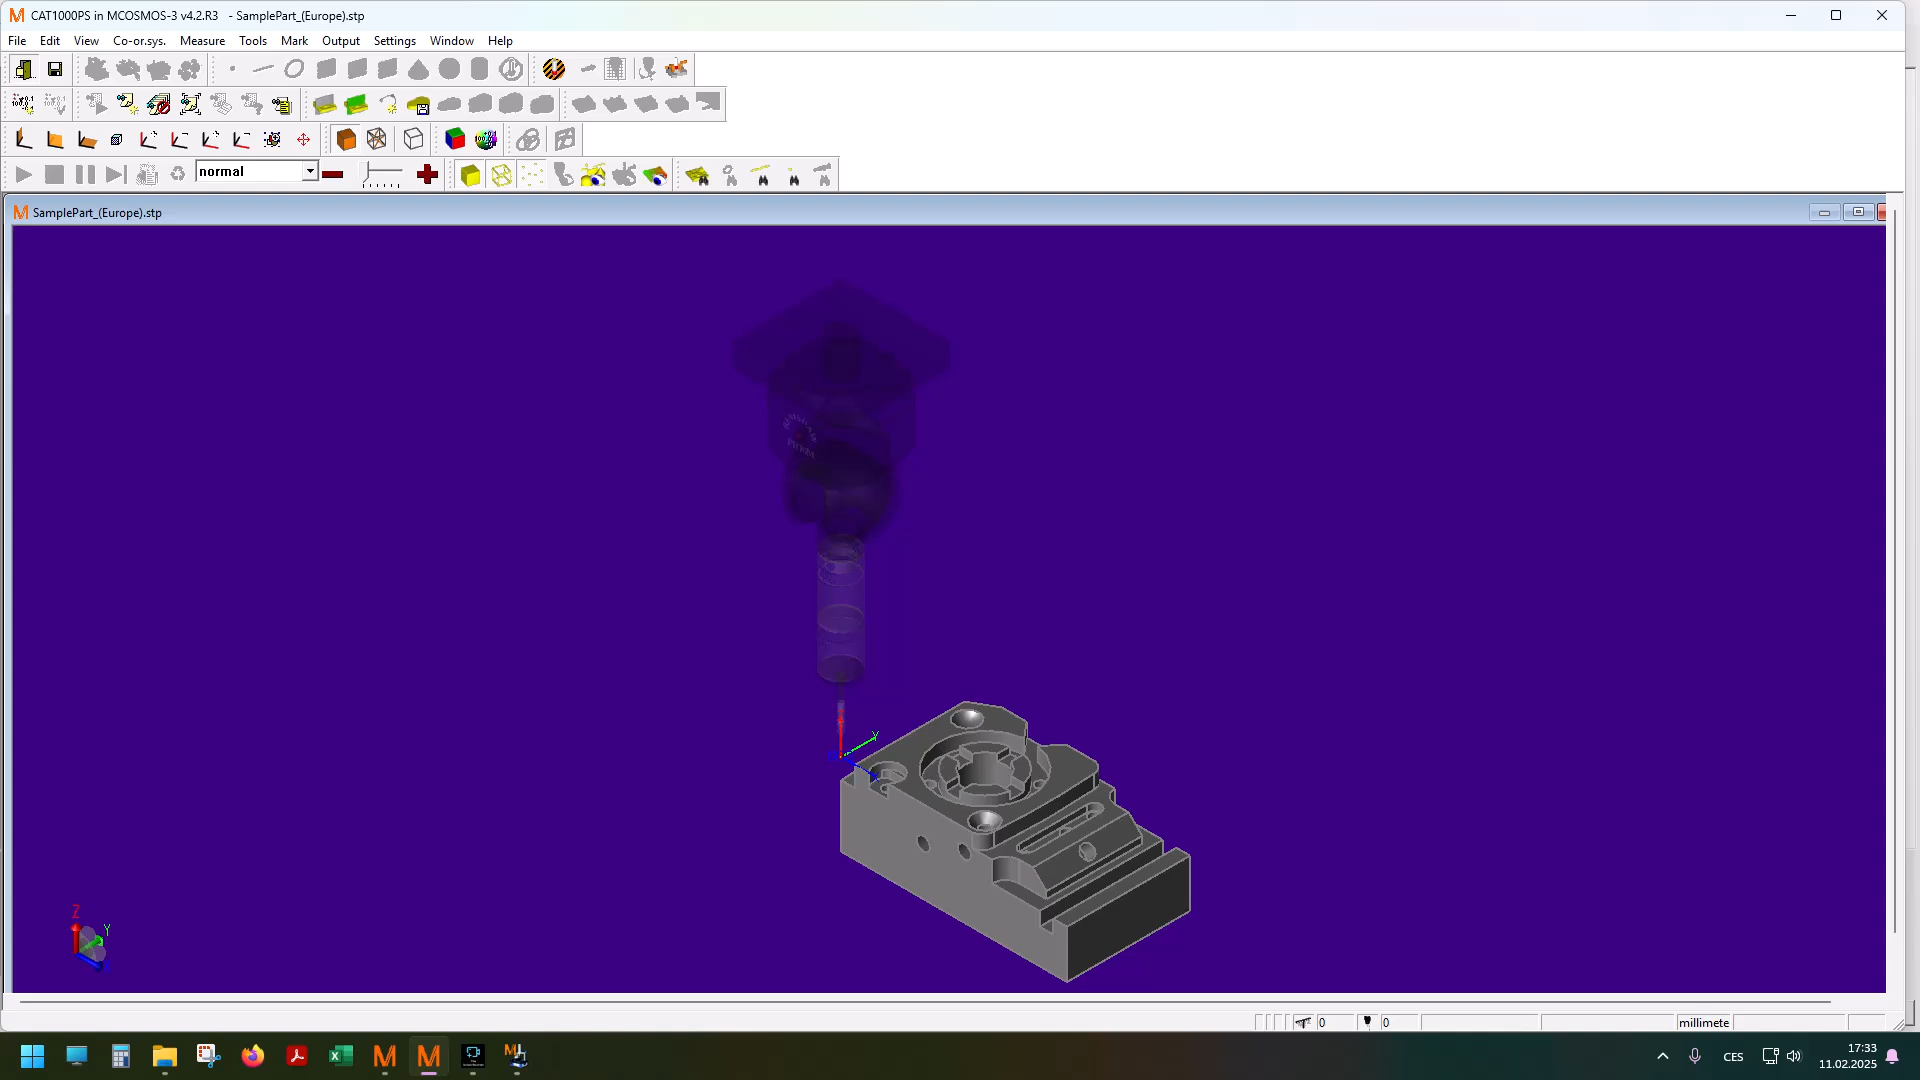 CAT1000PS in MCOSMOS-3 v4.2.R3 - SamplePart_(Europe).stp
File Edit View Co-or.sys. Measure Tools Mark Output Settings Window Help
normal
SamplePart_(Europe).stp
Y
Z
Y
0 0 millimete
CES 17:33
11.02.2025